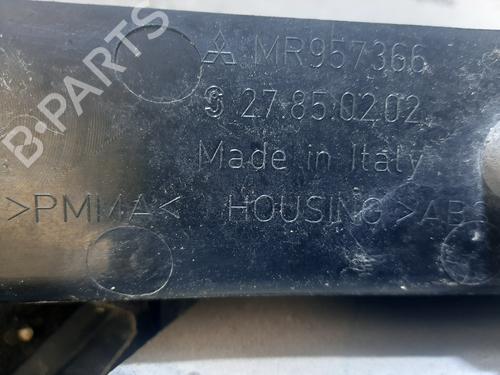 MR957366
27.85.02.02
Made in Italy
>PMMA< HOUSING >ABS
B-PARTS